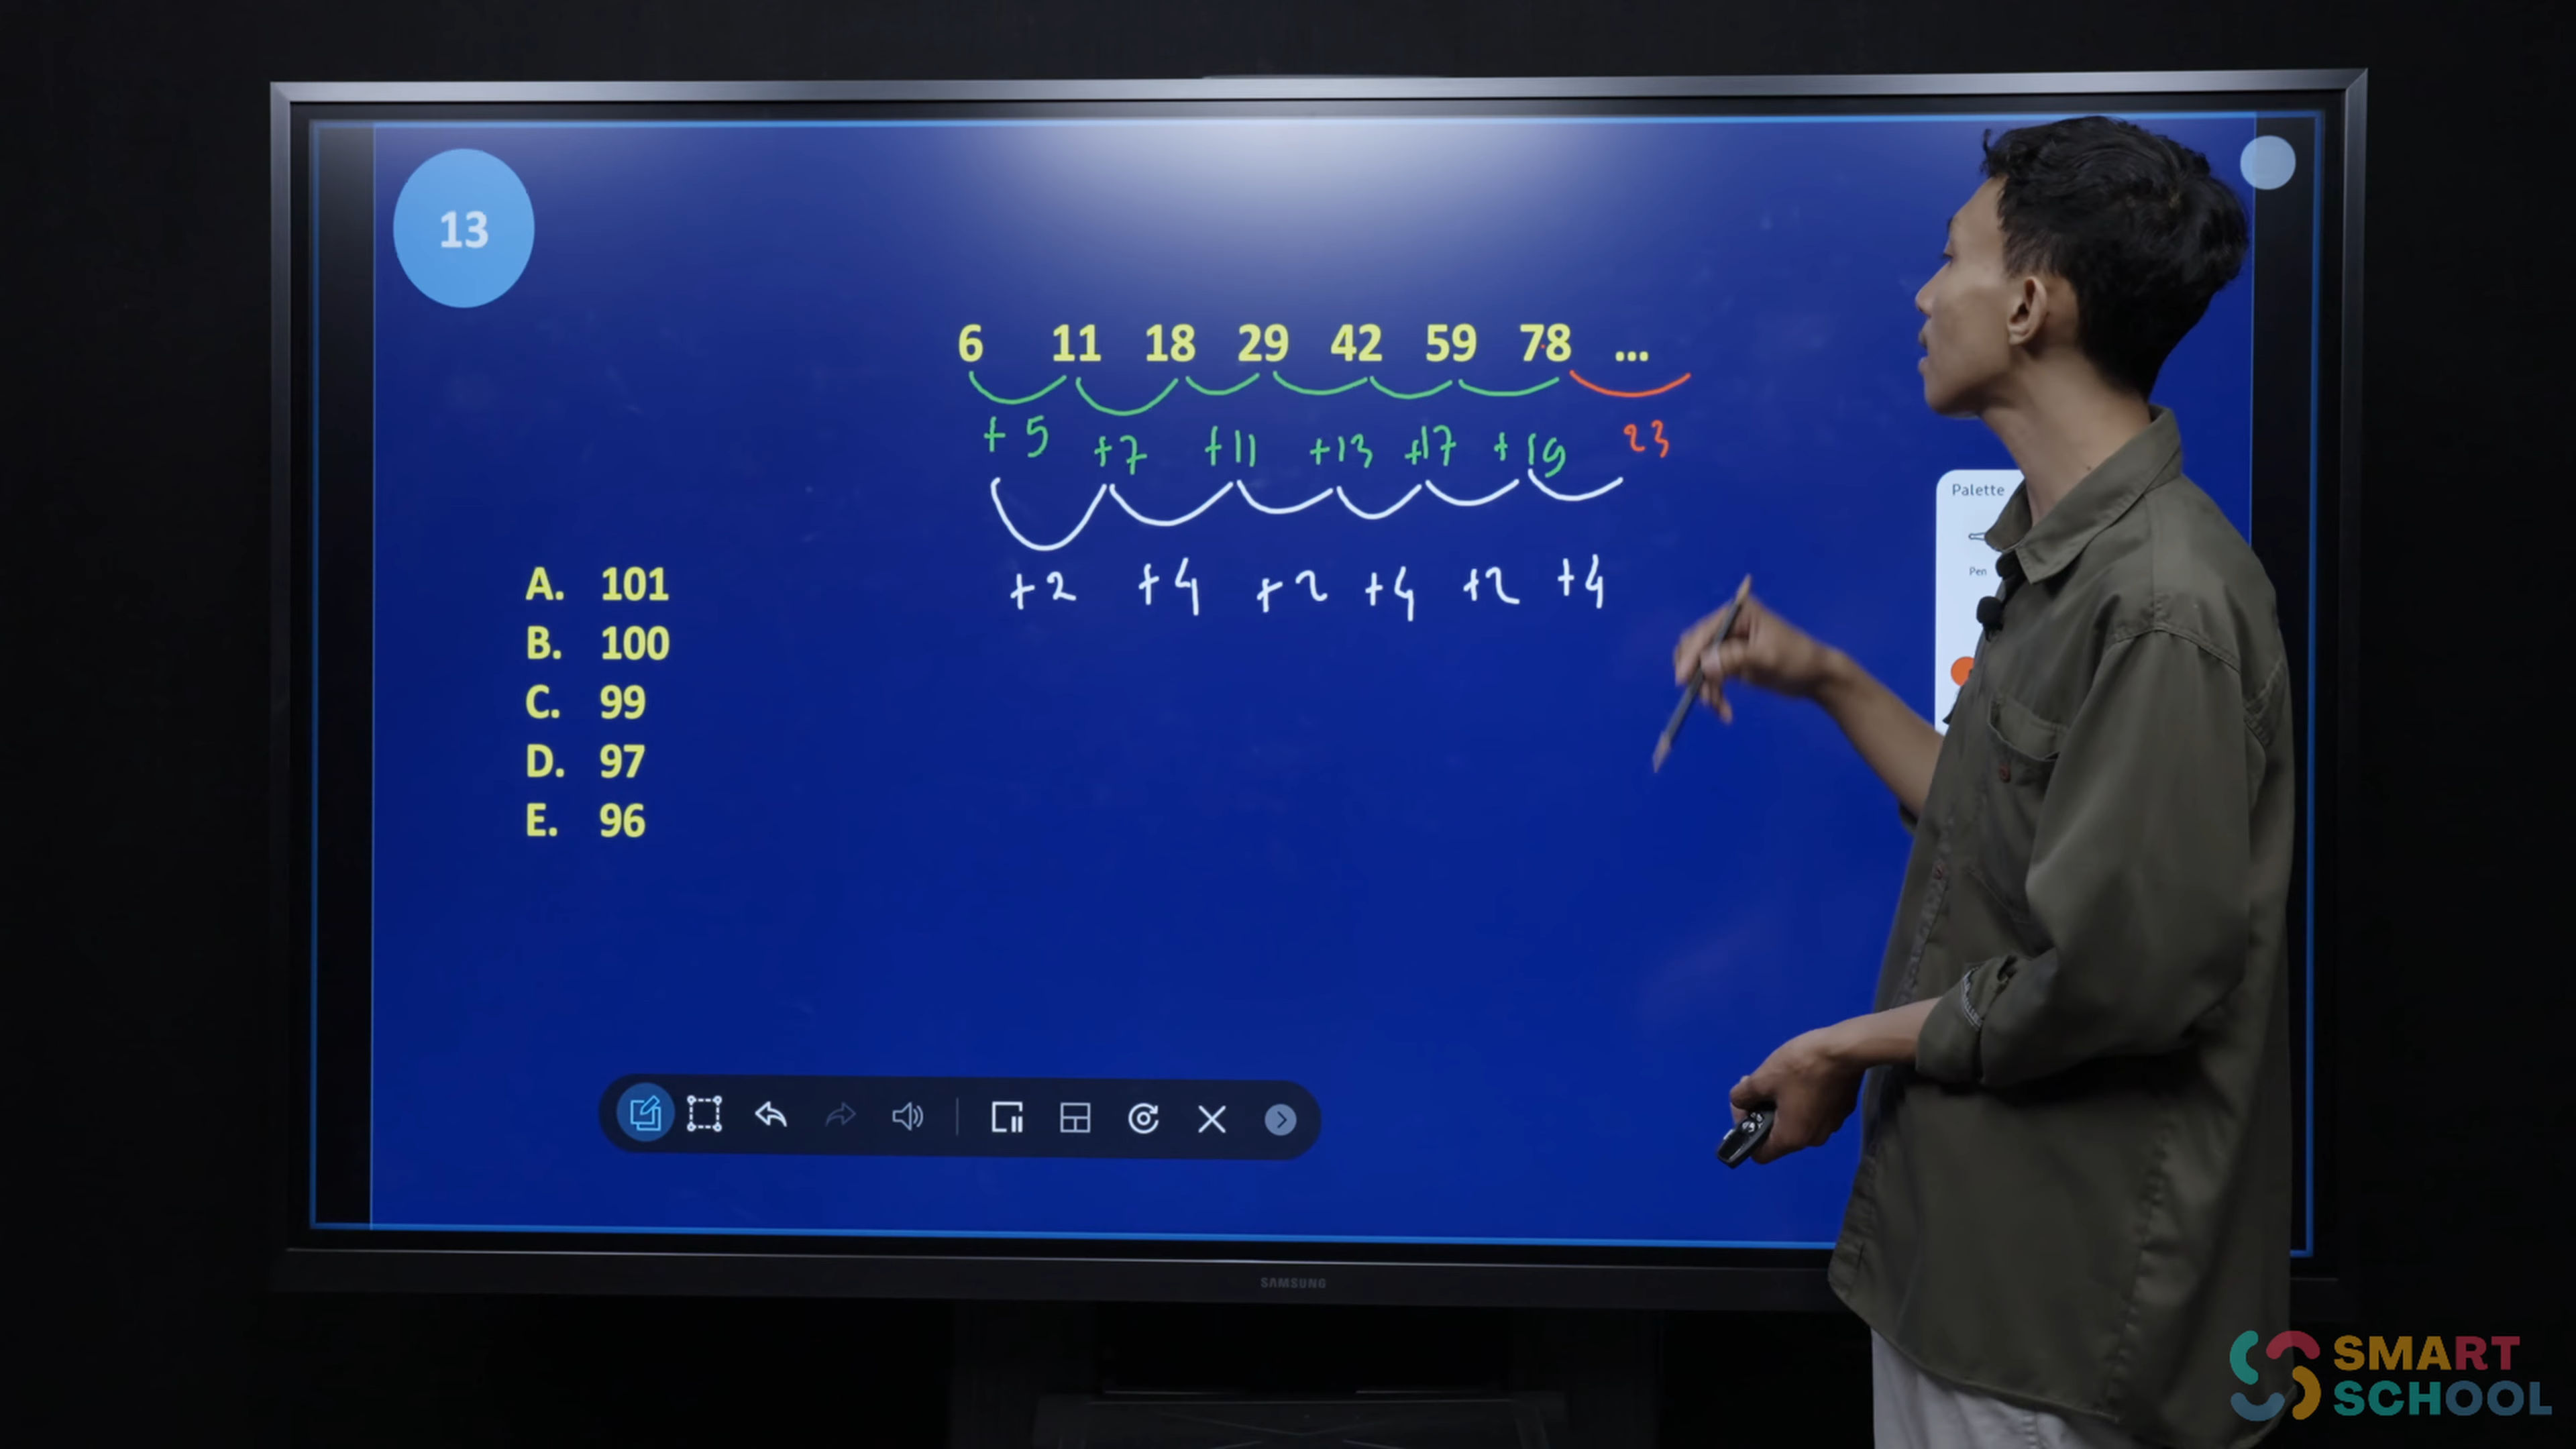 13
6 11 18 29 42 59 78 ...
+5 +7 +11 +13 +17 +19 23
+2 +4 +2 +4 +2 +4
Palette
Pen
A. 101
B. 100
C. 99
D. 97
E. 96
SAMSUNG
SMART
SCHOOL